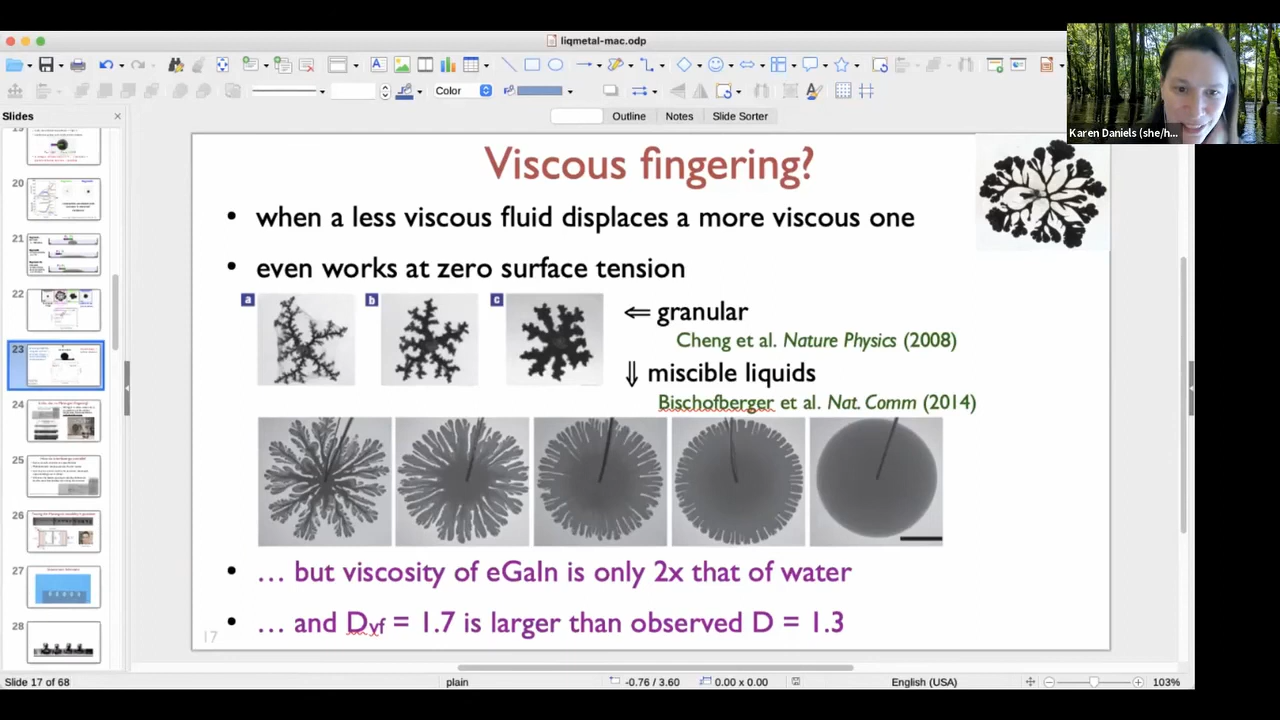 liqmetal-mac.odp
Karen Daniels (she/h...
Color
Outline
Notes
Slide Sorter
Slides
20
21
22
23
24
25
26
27
28
Viscous fingering?
• when a less viscous fluid displaces a more viscous one
• even works at zero surface tension
a
b
c
⇐ granular
Cheng et al. Nature Physics (2008)
⇓ miscible liquids
Bischofberger et al. Nat. Comm (2014)
• … but viscosity of eGaIn is only 2x that of water
• … and Dvf = 1.7 is larger than observed D = 1.3
17
Slide 17 of 68
plain
-0.76 / 3.60
0.00 x 0.00
English (USA)
103%